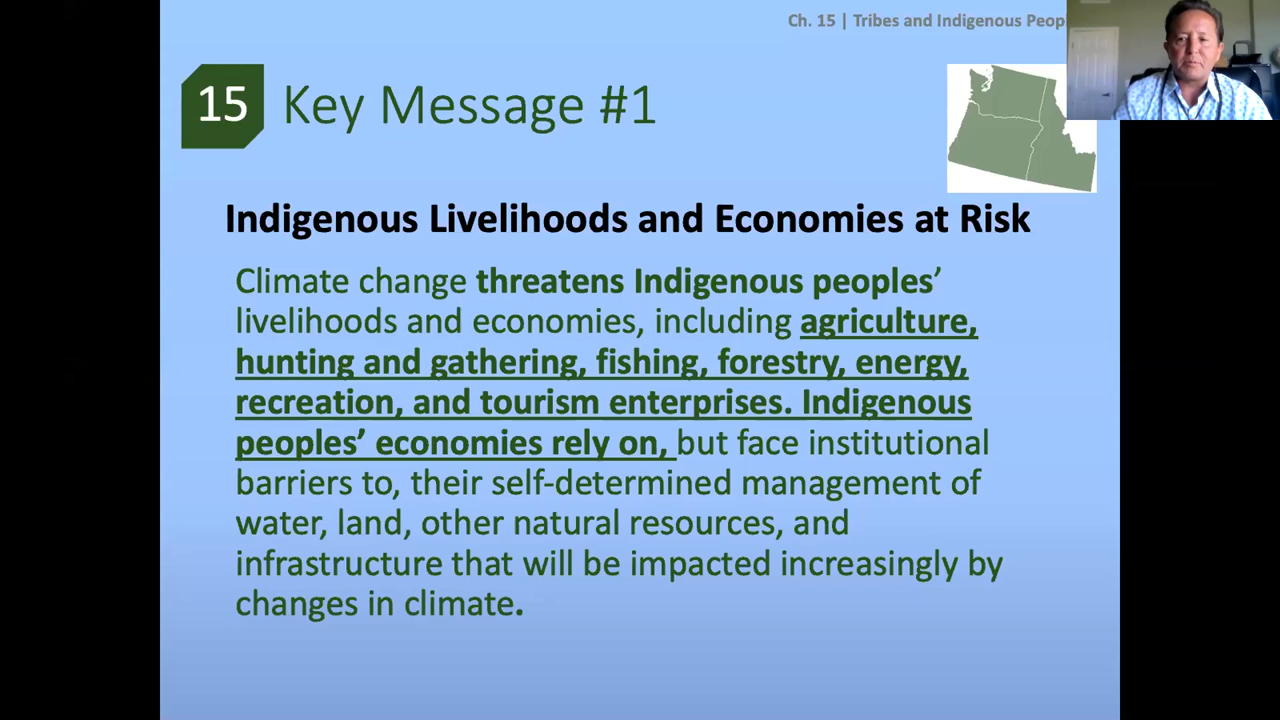 Ch. 15 | Tribes and Indigenous
15 Key Message #1
Indigenous Livelihoods and Economies at Risk
Climate change threatens Indigenous peoples’
livelihoods and economies, including agriculture,
hunting and gathering, fishing, forestry, energy,
recreation, and tourism enterprises. Indigenous
peoples’ economies rely on, but face institutional
barriers to, their self-determined management of
water, land, other natural resources, and
infrastructure that will be impacted increasingly by
changes in climate.